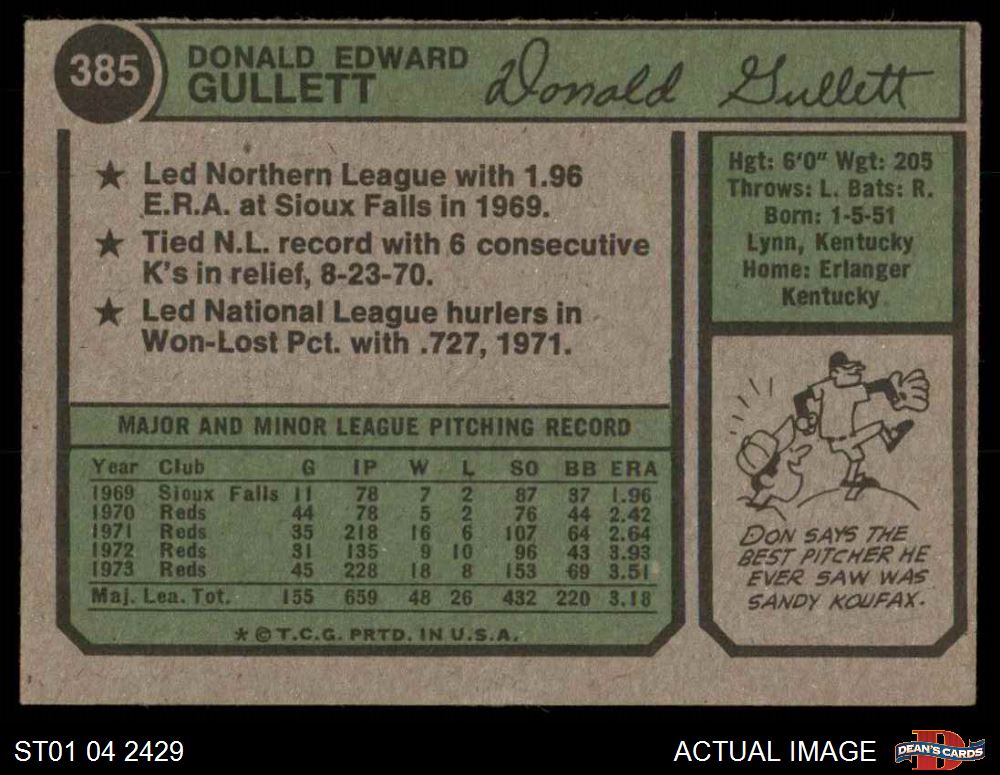 385
DONALD EDWARD
GULLETT
Donald Gullett
★ Led Northern League with 1.96
E.R.A. at Sioux Falls in 1969.
★ Tied N.L. record with 6 consecutive
K's in relief, 8-23-70.
★ Led National League hurlers in
Won-Lost Pct. with .727, 1971.
Hgt: 6'0" Wgt: 205
Throws: L. Bats: R.
Born: 1-5-51
Lynn, Kentucky
Home: Erlanger
Kentucky
MAJOR AND MINOR LEAGUE PITCHING RECORD
Year Club G IP W L SO BB ERA
1969 Sioux Falls 11 78 7 2 87 37 1.96
1970 Reds 44 78 5 2 76 44 2.42
1971 Reds 35 218 16 6 107 64 2.64
1972 Reds 31 135 9 10 96 43 3.93
1973 Reds 45 228 18 8 153 69 3.51
Maj. Lea. Tot. 155 659 48 26 432 220 3.18
* © T.C.G. PRTD. IN U.S.A.
DON SAYS THE
BEST PITCHER HE
EVER SAW WAS
SANDY KOUFAX.
ST01 04 2429
ACTUAL IMAGE
DEAN'S CARDS